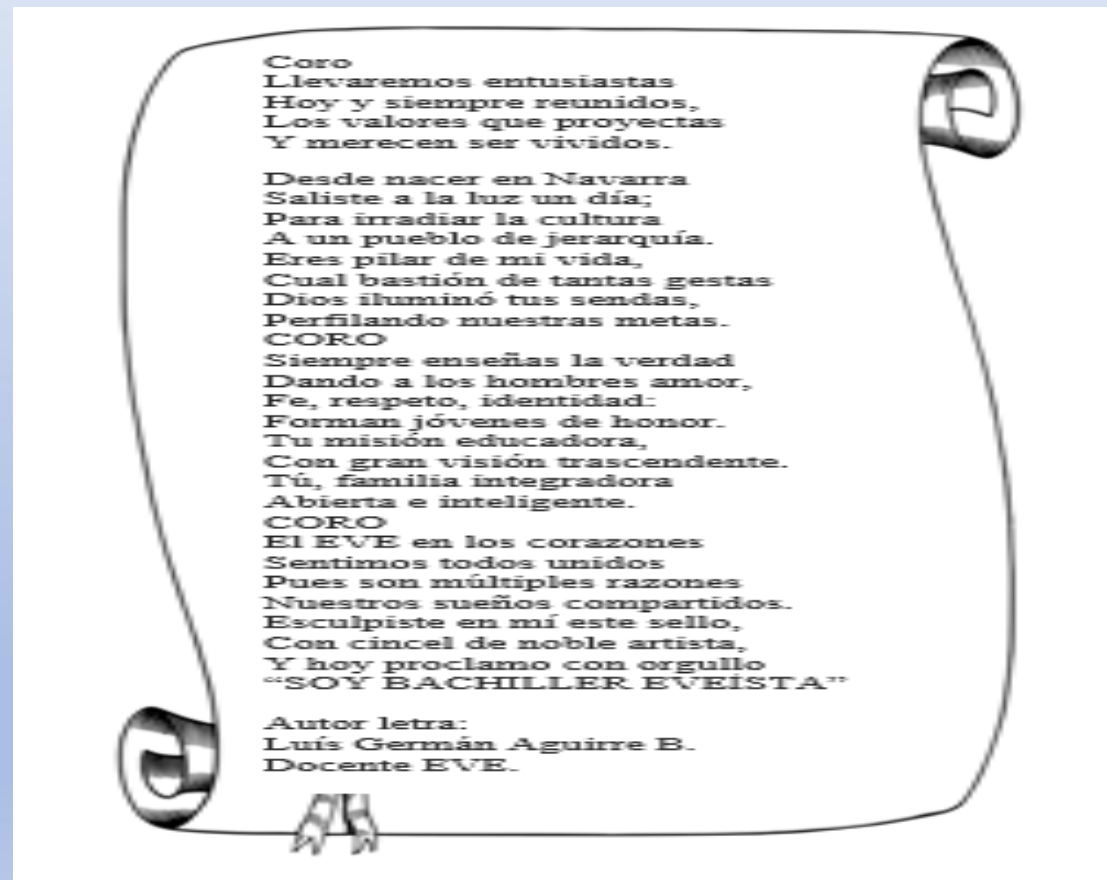 Coro
Llevaremos entusiastas
Hoy y siempre reunidos,
Los valores que proyectas
Y merecen ser vividos.
Desde nacer en Navarra
Saliste a la luz un día;
Para irradiar la cultura
A un pueblo de jerarquía.
Eres pilar de mi vida,
Cual bastión de tantas gestas
Dios iluminó tus sendas,
Perfilando nuestras metas.
CORO
Siempre enseñas la verdad
Dando a los hombres amor,
Fe, respeto, identidad:
Forman jóvenes de honor.
Tu misión educadora,
Con gran visión trascendente.
Tú, familia integradora
Abierta e inteligente.
CORO
El EVE en los corazones
Sentimos todos unidos
Pues son múltiples razones
Nuestros sueños compartidos.
Esculpiste en mí este sello,
Con cincel de noble artista,
Y hoy proclamo con orgullo
“SOY BACHILLER EVEÍSTA”
Autor letra:
Luís Germán Aguirre B.
Docente EVE.